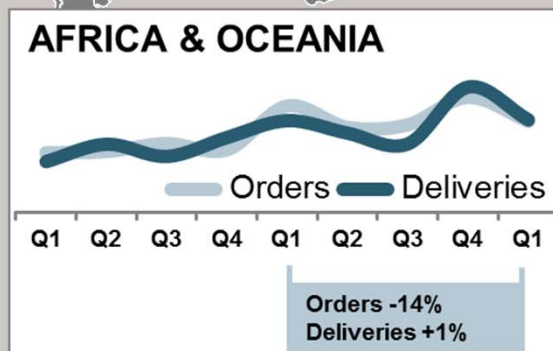 AFRICA & OCEANIA
Orders Deliveries
Q1 Q2 Q3 Q4 Q1 Q2 Q3 Q4 Q1
Orders -14%
Deliveries +1%